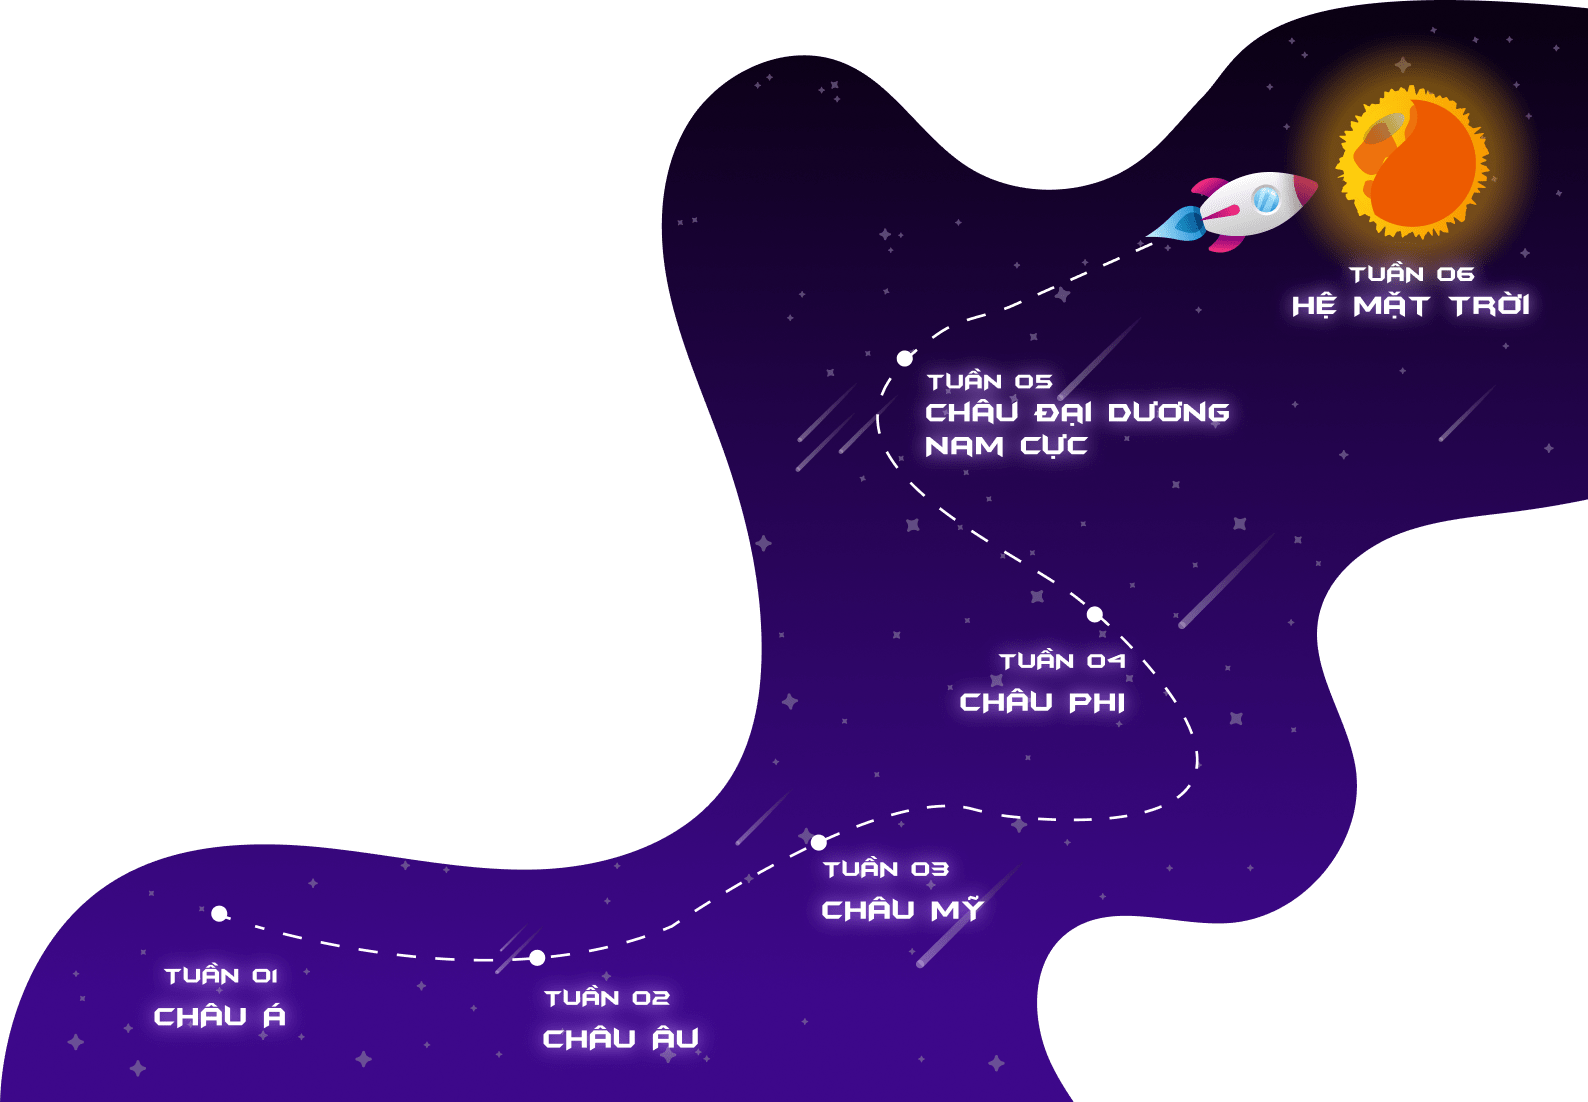 TUẦN 06
HỆ MẶT TRỜI
TUẦN 05
CHÂU ĐẠI DƯƠNG
NAM CỰC
TUẦN 04
CHÂU PHI
TUẦN 03
CHÂU MỸ
TUẦN 02
CHÂU ÂU
TUẦN 01
CHÂU Á